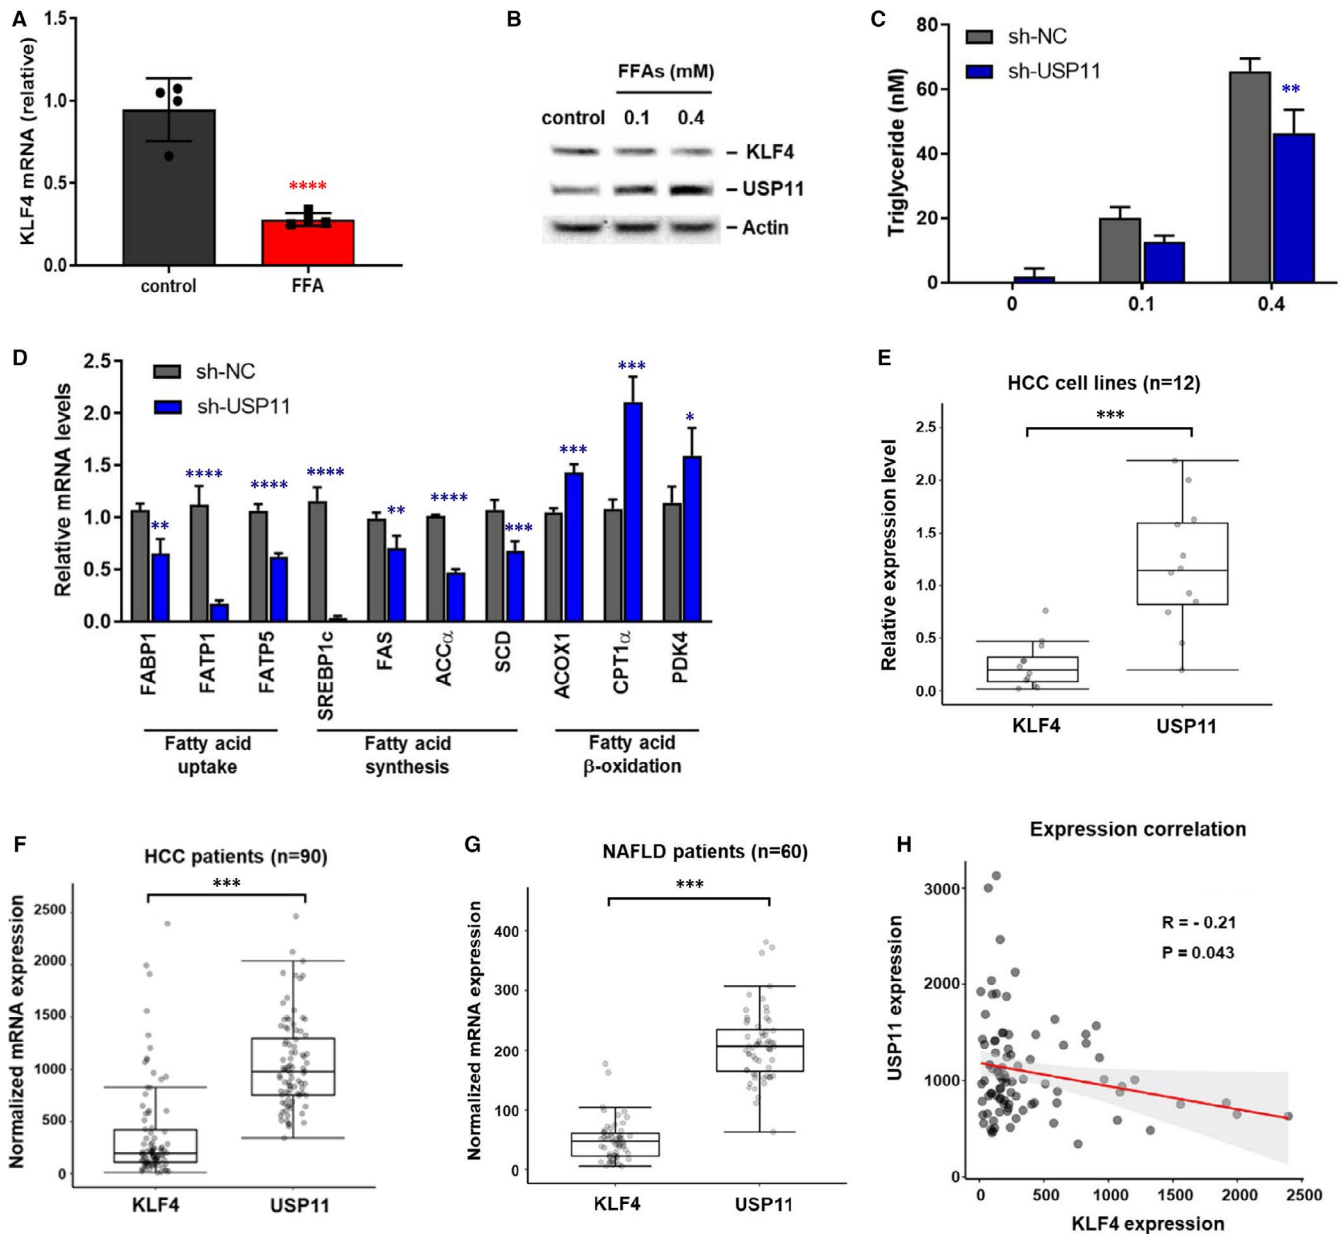 A
KLF4 mRNA (relative)
1.5
1.0
0.5
0.0
****
control
FFA
B
FFAs (mM)
control 0.1 0.4
– KLF4
– USP11
– Actin
C
Triglyceride (nM)
80
60
40
20
0
sh-NC
sh-USP11
**
0 0.1 0.4
D
Relative mRNA levels
2.5
2.0
1.5
1.0
0.5
0.0
sh-NC
sh-USP11
** **** **** **** ** **** *** *** *** *
FABP1
FATP1
FATP5
SREBP1c
FAS
ACCα
SCD
ACOX1
CPT1α
PDK4
Fatty acid
uptake
Fatty acid
synthesis
Fatty acid
β-oxidation
E
HCC cell lines (n=12)
***
Relative expression level
2.5
2.0
1.5
1.0
0.5
0.0
KLF4
USP11
F
HCC patients (n=90)
***
Normalized mRNA expression
2500
2000
1500
1000
500
0
KLF4
USP11
G
NAFLD patients (n=60)
***
Normalized mRNA expression
400
300
200
100
0
KLF4
USP11
H
Expression correlation
R = - 0.21
P = 0.043
USP11 expression
3000
2000
1000
0
0 500 1000 1500 2000 2500
KLF4 expression